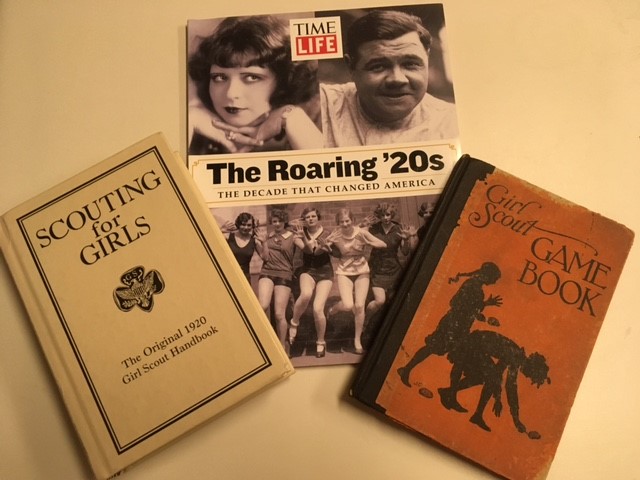 TIME
LIFE
The Roaring '20s
THE DECADE THAT CHANGED AMERICA
SCOUTING
for
GIRLS
The Original 1920
Girl Scout Handbook
Girl
Scout
GAME
BOOK